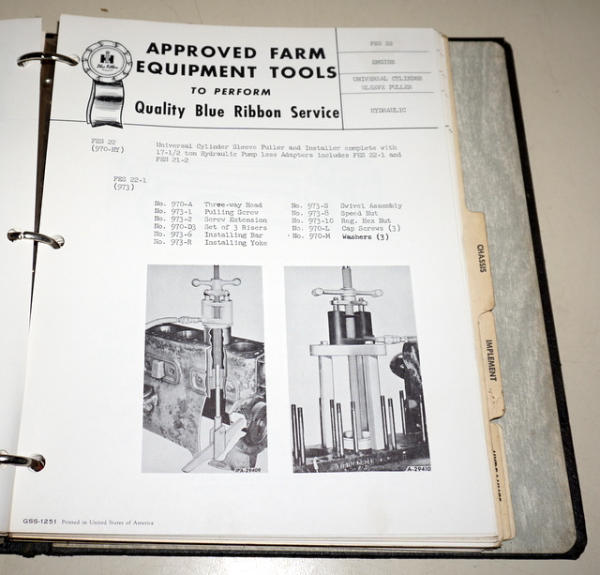 APPROVED FARM
EQUIPMENT TOOLS
TO PERFORM
Quality Blue Ribbon Service
IH
Blue Ribbon
FES 22
ENGINE
UNIVERSAL CYLINDER
SLEEVE PULLER
HYDRAULIC
FES 22
(970-HY)
Universal Cylinder Sleeve Puller and Installer complete with
17-1/2 ton Hydraulic Pump less Adapters includes FES 22-1 and
FES 21-2
FES 22-1
(973)
No. 970-A Three-way Head
No. 973-1 Pulling Screw
No. 973-2 Screw Extension
No. 970-D3 Set of 3 Risers
No. 973-6 Installing Bar
No. 973-R Installing Yoke
No. 973-S Swivel Assembly
No. 973-8 Speed Nut
No. 973-10 Reg. Hex Nut
No. 970-L Cap Screws (3)
No. 970-M Washers (3)
FA-29409
FA-29410
CHASSIS
IMPLEMENT
GSS-1251 Printed in United States of America